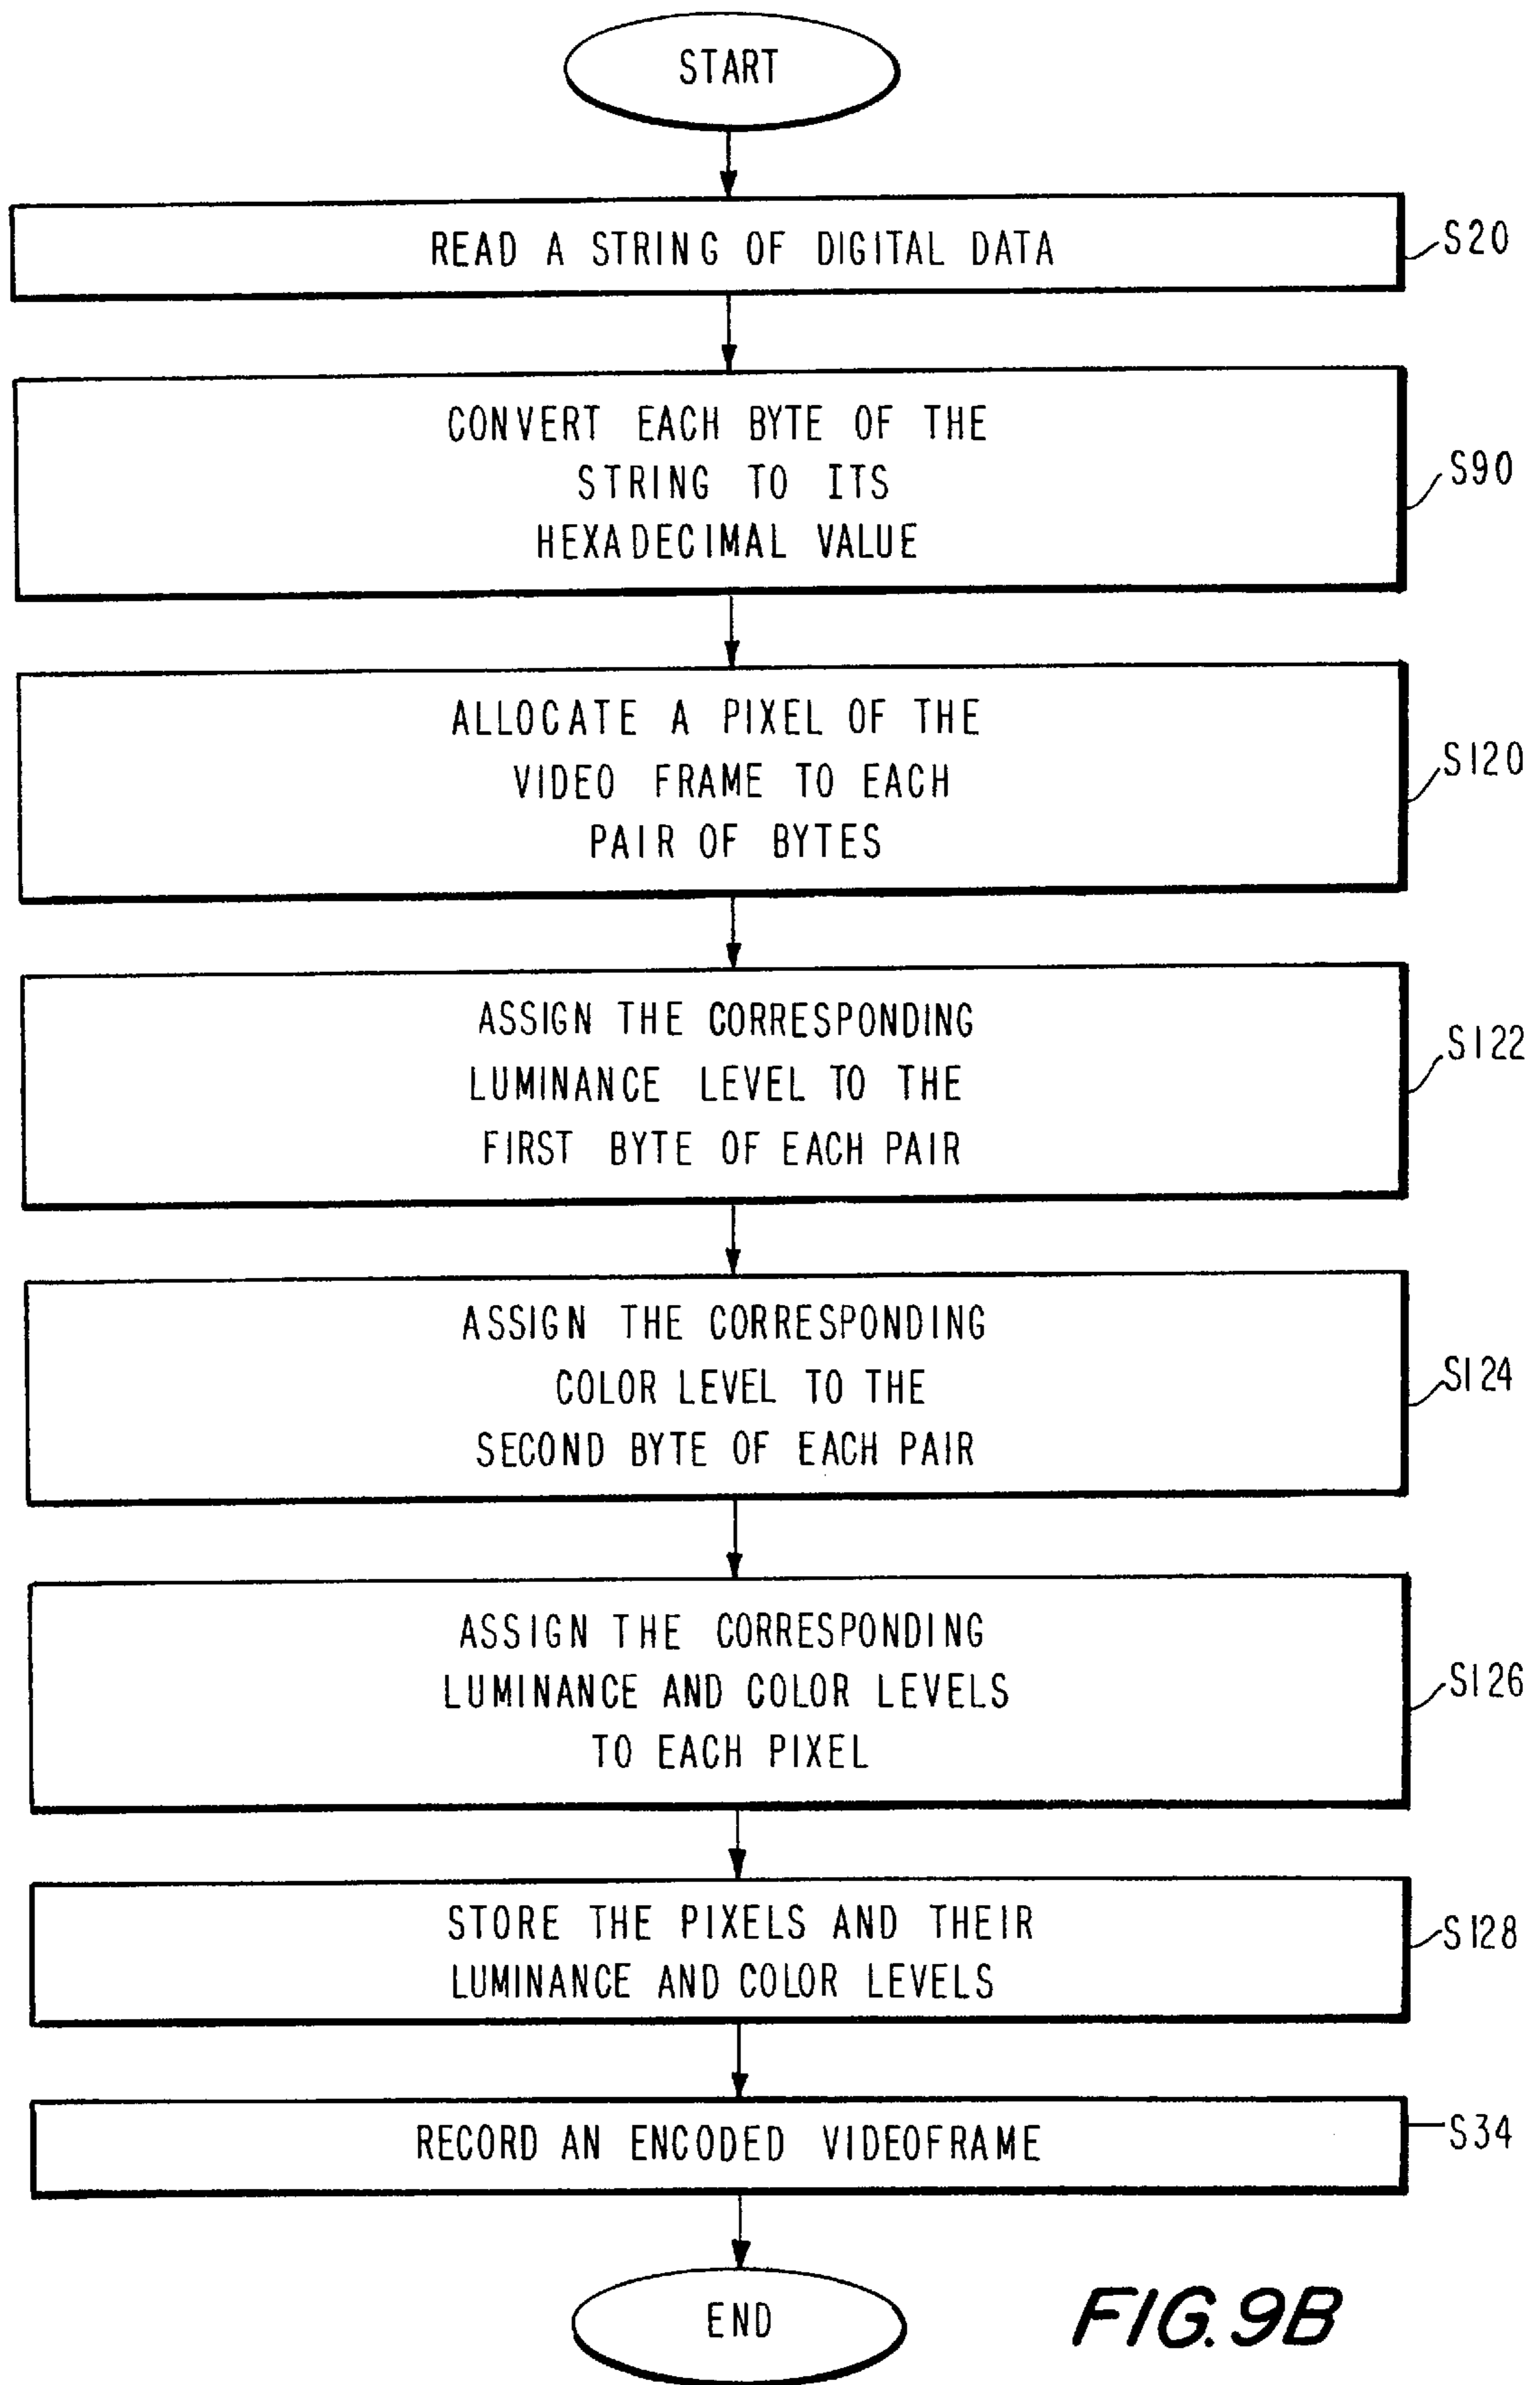 START
READ A STRING OF DIGITAL DATA
S20
CONVERT EACH BYTE OF THE
STRING TO ITS
HEXADECIMAL VALUE
S90
ALLOCATE A PIXEL OF THE
VIDEO FRAME TO EACH
PAIR OF BYTES
S120
ASSIGN THE CORRESPONDING
LUMINANCE LEVEL TO THE
FIRST BYTE OF EACH PAIR
S122
ASSIGN THE CORRESPONDING
COLOR LEVEL TO THE
SECOND BYTE OF EACH PAIR
S124
ASSIGN THE CORRESPONDING
LUMINANCE AND COLOR LEVELS
TO EACH PIXEL
S126
STORE THE PIXELS AND THEIR
LUMINANCE AND COLOR LEVELS
S128
RECORD AN ENCODED VIDEOFRAME
S34
END
FIG. 9B